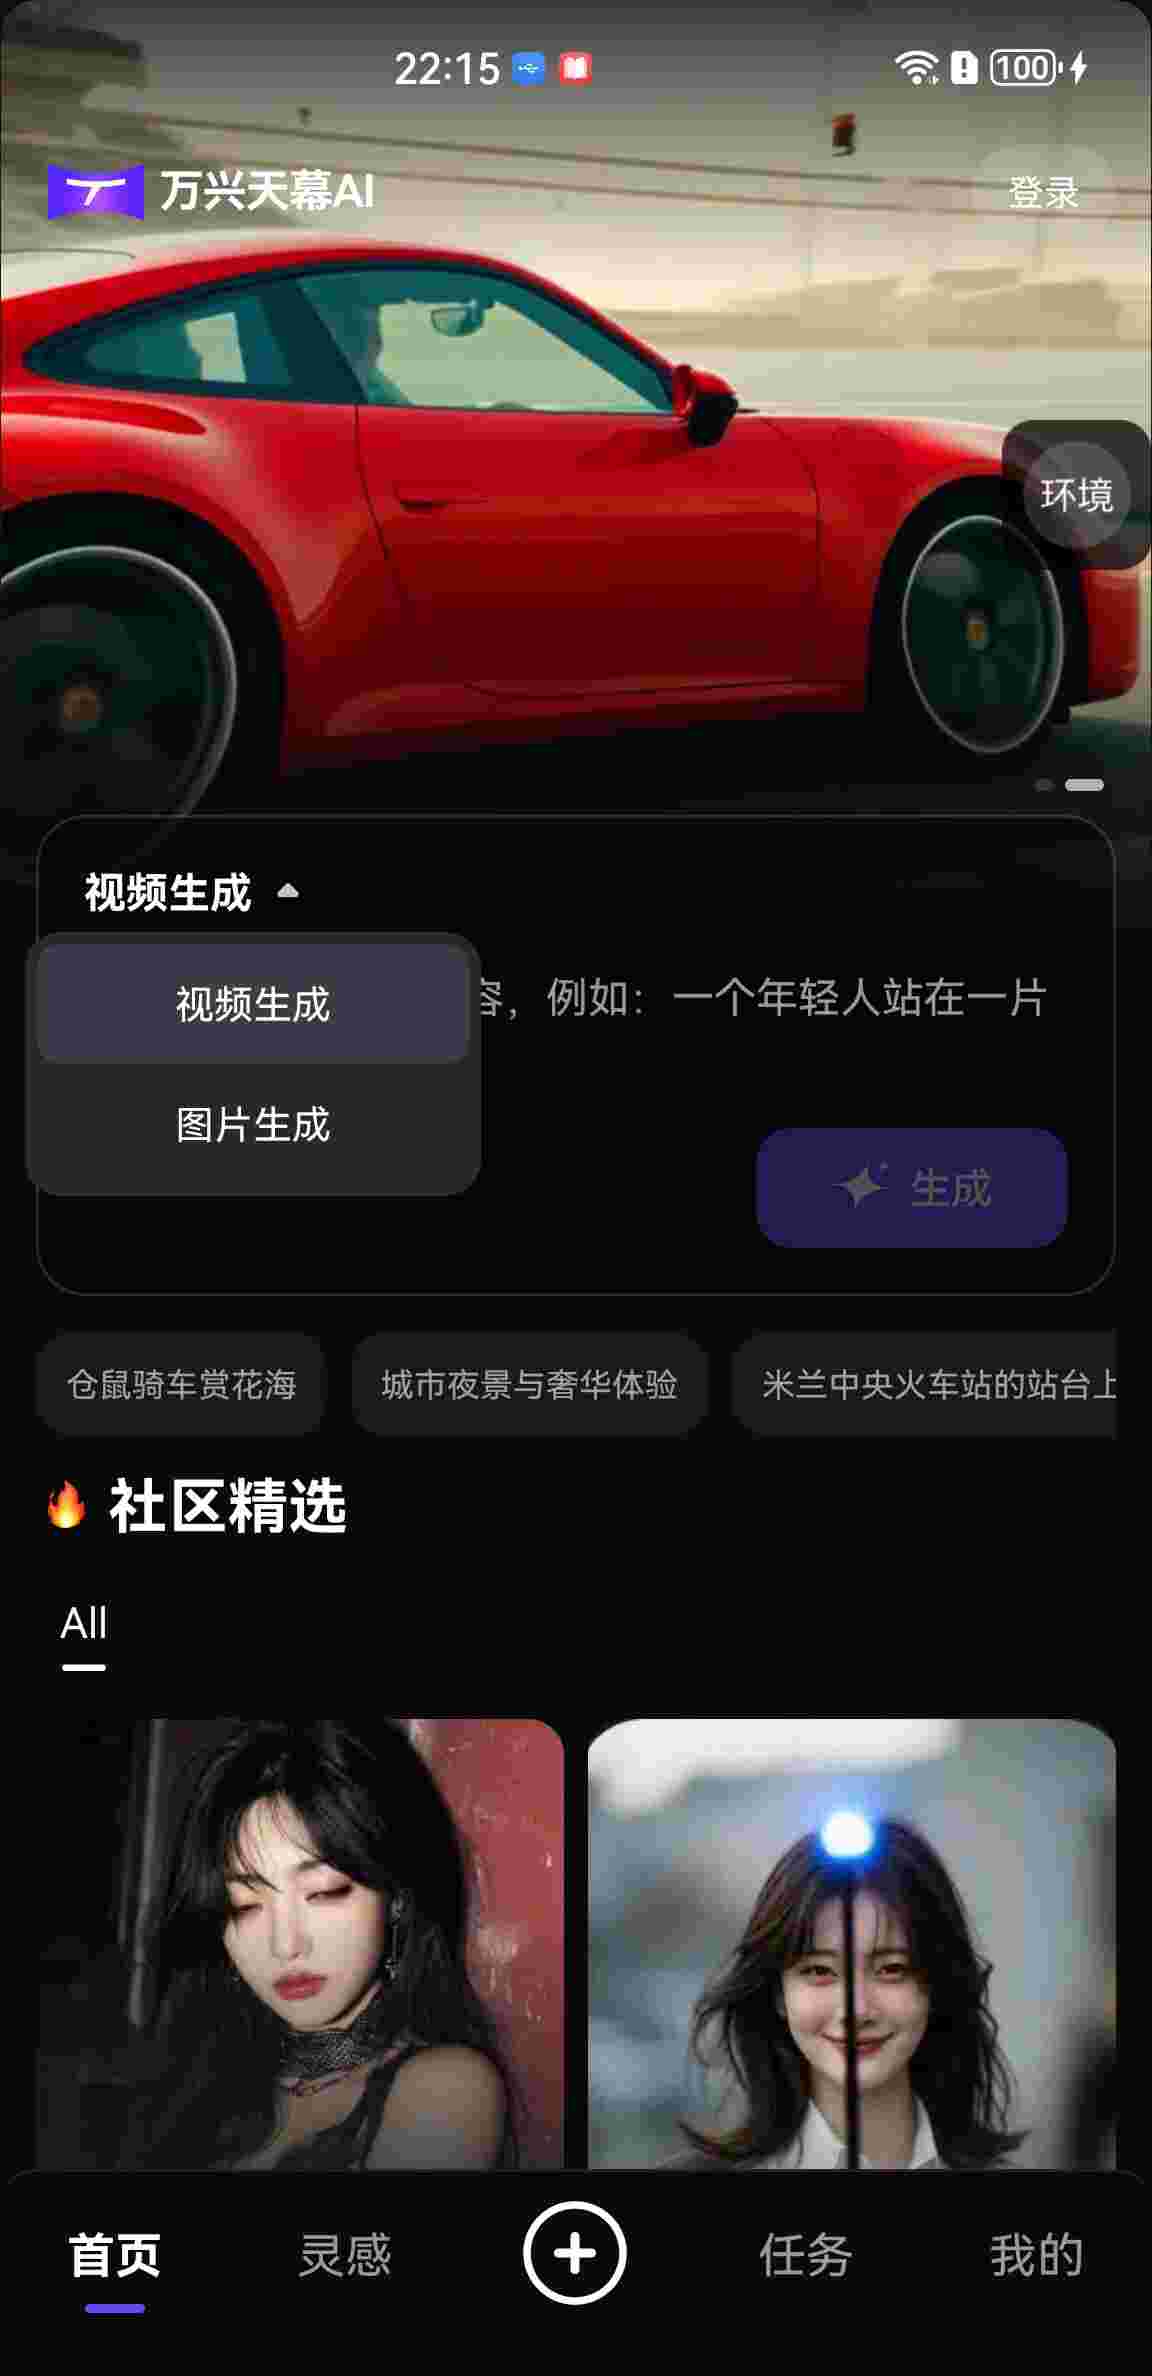 22:15
100
万兴天幕AI
登录
环境
视频生成
视频生成
容，例如：一个年轻人站在一片
图片生成
生成
仓鼠骑车赏花海
城市夜景与奢华体验
米兰中央火车站的站台上
社区精选
All
首页
灵感
任务
我的